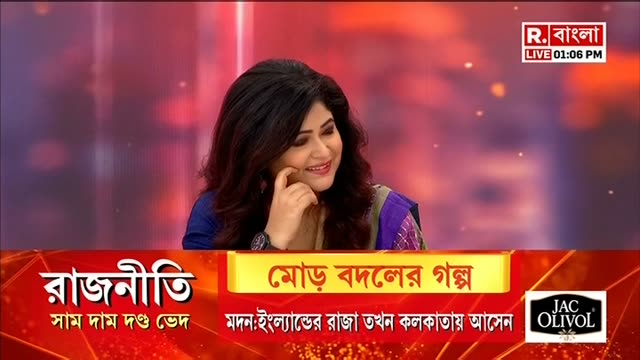 R. বাংলা
LIVE 01:06 PM
রাজনীতি
সাম দাম দণ্ড ভেদ
মোড় বদলের গল্প
মদন:ইংল্যান্ডের রাজা তখন কলকাতায় আসেন
JAC
OLIVOL